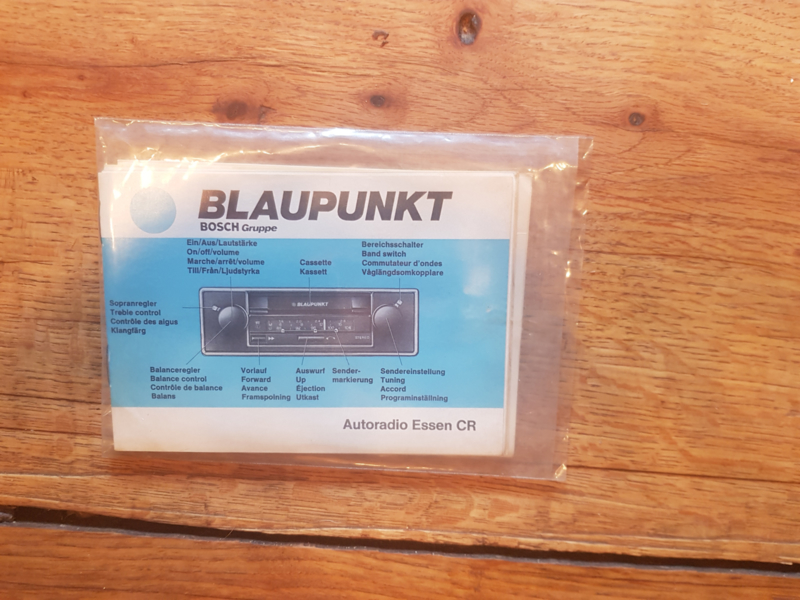 BLAUPUNKT
BOSCH Gruppe
Ein/Aus/Lautstärke
On/off/volume
Marche/arrêt/volume
Till/Från/Ljudstyrka
Cassette
Kassett
Bereichsschalter
Band switch
Commutateur d'ondes
Våglängdsomkopplare
Sopranregler
Treble control
Contrôle des aigus
Klangfärg
BLAUPUNKT
Balanceregler
Balance control
Contrôle de balance
Balans
Vorlauf
Forward
Avance
Framspolning
Auswurf
Up
Éjection
Utkast
Sender-
markierung
Sendereinstellung
Tuning
Accord
Programinställning
Autoradio Essen CR